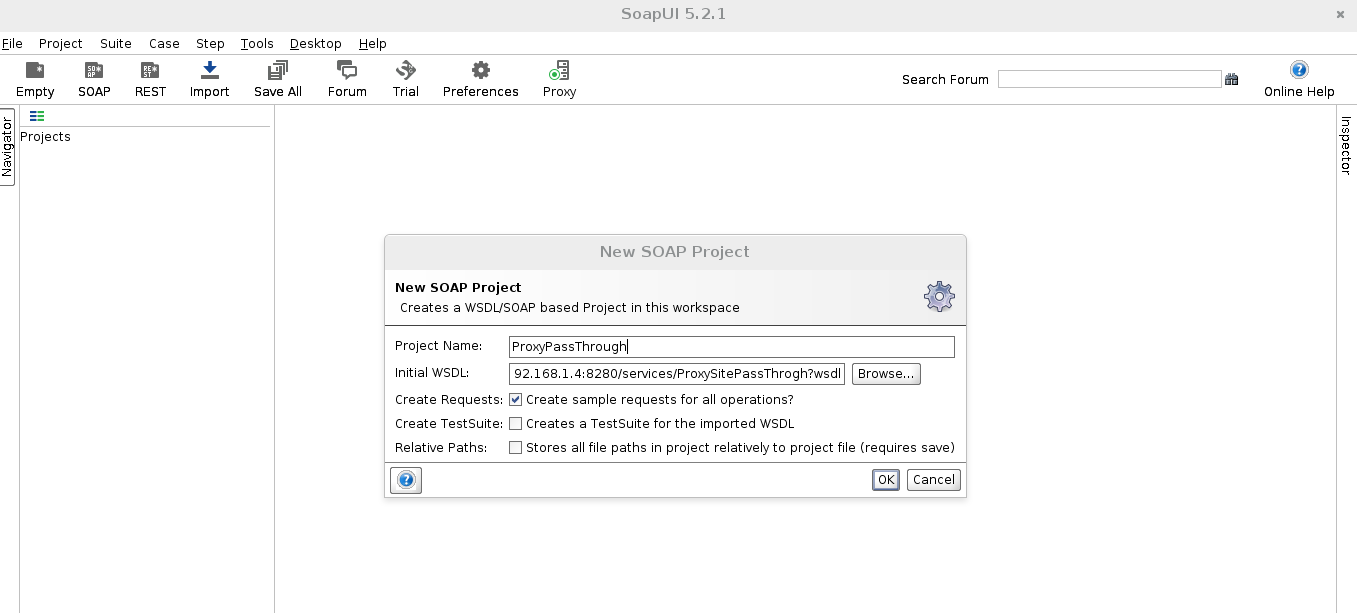 SoapUI 5.2.1
File Project Suite Case Step Tools Desktop Help
Empty SOAP REST Import Save All Forum Trial Preferences Proxy Search Forum Online Help
Navigator
Projects
Inspector
New SOAP Project
New SOAP Project
Creates a WSDL/SOAP based Project in this workspace
Project Name: ProxyPassThrough
Initial WSDL: 92.168.1.4:8280/services/ProxySitePassThrogh?wsdl Browse...
Create Requests: Create sample requests for all operations?
Create TestSuite: Creates a TestSuite for the imported WSDL
Relative Paths: Stores all file paths in project relatively to project file (requires save)
OK Cancel